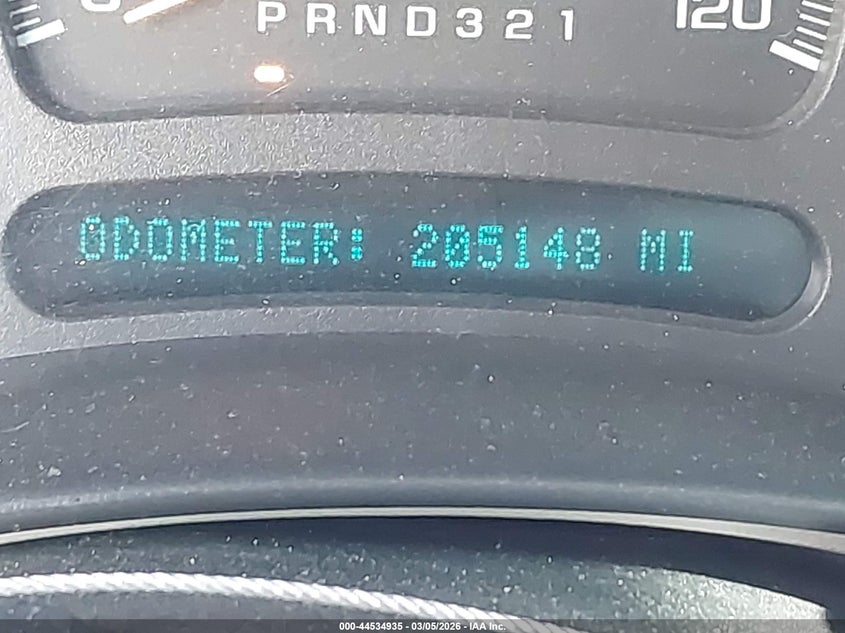 PRND321
120
ODOMETER: 205148 MI
000-44534935 - 03/05/2026 - IAA Inc.